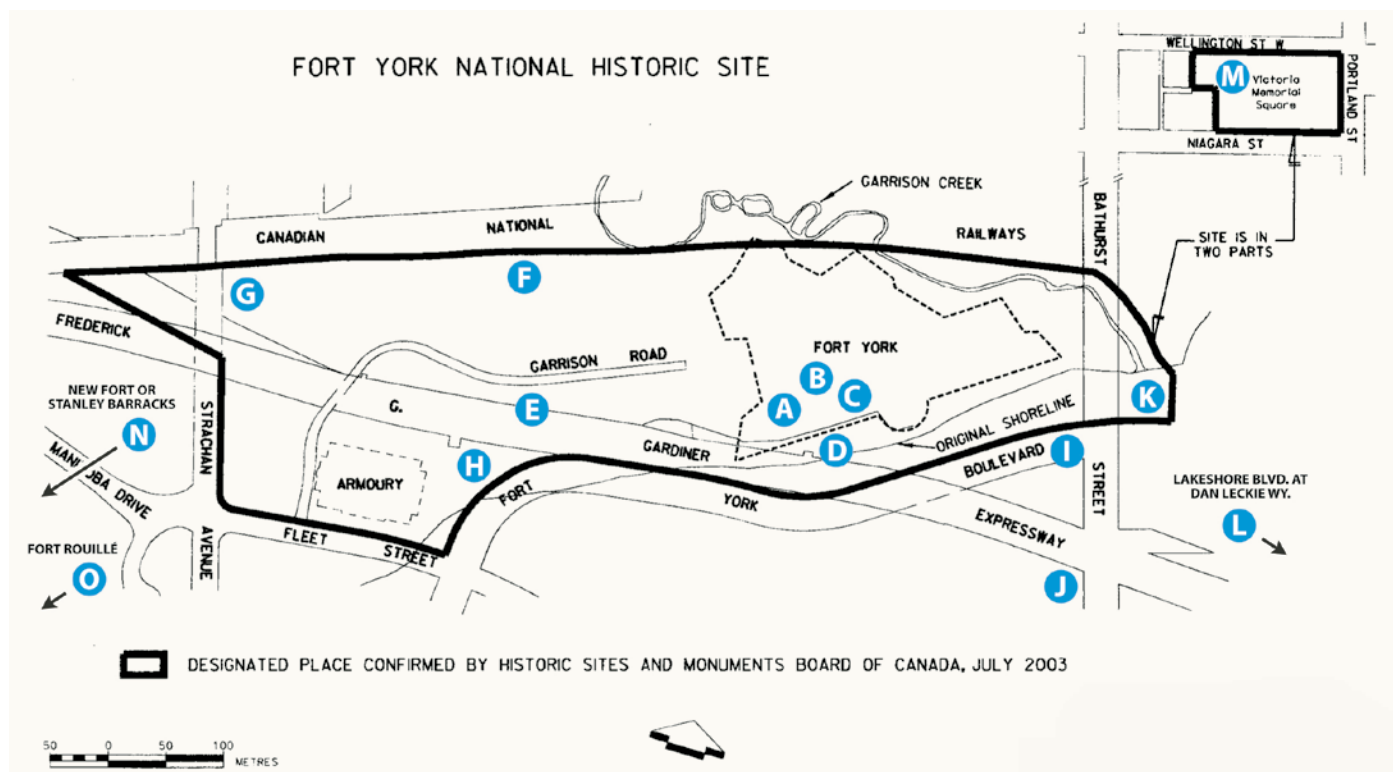 FORT YORK NATIONAL HISTORIC SITE
WELLINGTON ST W.
PORTLAND ST
M
Victoria
Memorial
Square
NIAGARA ST
GARRISON CREEK
CANADIAN
NATIONAL
RAILWAYS
BATHURST
STREET
SITE IS IN
TWO PARTS
G
F
FREDERICK
G.
GARDINER
EXPRESSWAY
GARRISON ROAD
FORT YORK
B
A
C
K
E
D
ORIGINAL SHORELINE
NEW FORT OR
STANLEY BARRACKS
N
STRACHAN
AVENUE
H
FORT
YORK
BOULEVARD
I
ARMOURY
MANITOBA DRIVE
LAKESHORE BLVD. AT
DAN LECKIE WY.
L
FLEET
STREET
FORT ROUILLÉ
O
J
DESIGNATED PLACE CONFIRMED BY HISTORIC SITES AND MONUMENTS BOARD OF CANADA, JULY 2003
50 0 50 100
METRES